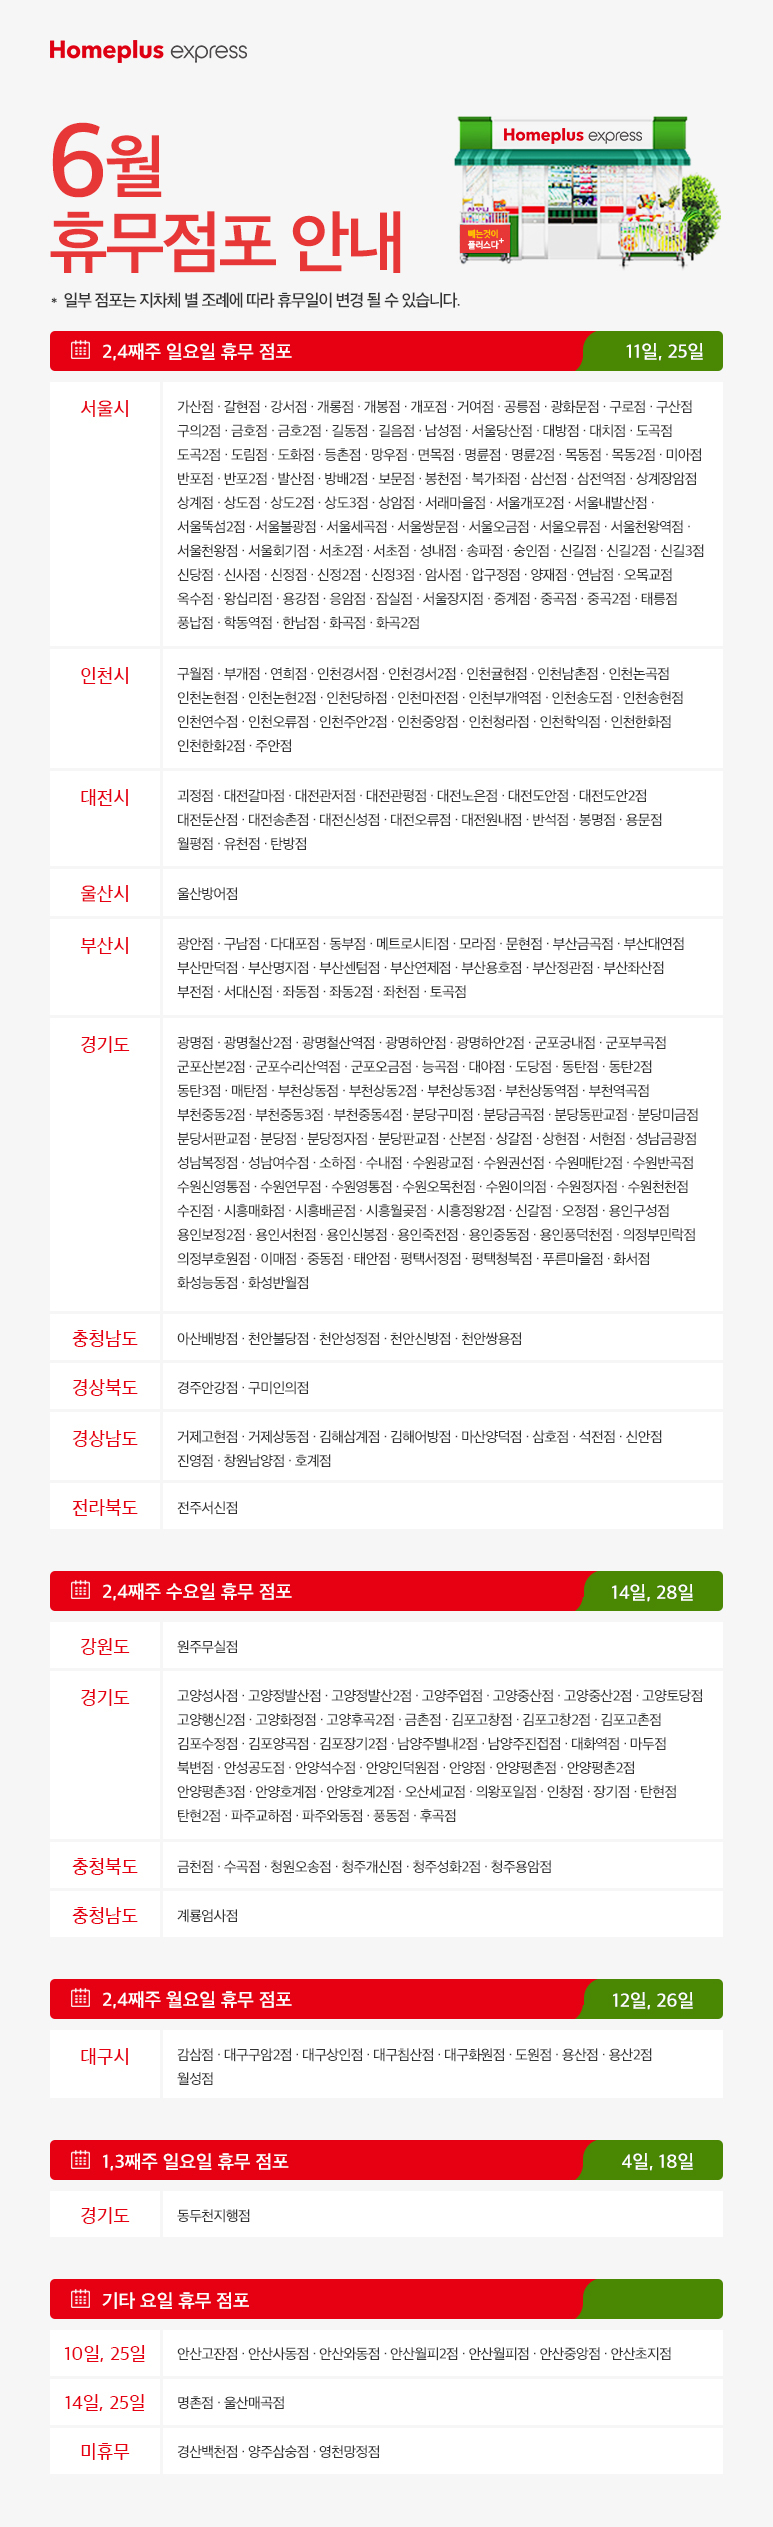 Homeplus express
6월
휴무점포 안내
Homeplus express
빼는것이
플러스다+
* 일부 점포는 지차체 별 조례에 따라 휴무일이 변경 될 수 있습니다.
2,4째주 일요일 휴무 점포 11일, 25일
서울시
가산점 · 갈현점 · 강서점 · 개롱점 · 개봉점 · 개포점 · 거여점 · 공릉점 · 광화문점 · 구로점 · 구산점
구의2점 · 금호점 · 금호2점 · 길동점 · 길음점 · 남성점 · 서울당산점 · 대방점 · 대치점 · 도곡점
도곡2점 · 도림점 · 도화점 · 등촌점 · 망우점 · 면목점 · 명륜점 · 명륜2점 · 목동점 · 목동2점 · 미아점
반포점 · 반포2점 · 발산점 · 방배2점 · 보문점 · 봉천점 · 북가좌점 · 삼선점 · 삼전역점 · 상계장암점
상계점 · 상도점 · 상도2점 · 상도3점 · 상암점 · 서래마을점 · 서울개포2점 · 서울내발산점 ·
서울뚝섬2점 · 서울불광점 · 서울세곡점 · 서울쌍문점 · 서울오금점 · 서울오류점 · 서울천왕역점 ·
서울천왕점 · 서울회기점 · 서초2점 · 서초점 · 성내점 · 송파점 · 숭인점 · 신길점 · 신길2점 · 신길3점
신당점 · 신사점 · 신정점 · 신정2점 · 신정3점 · 암사점 · 압구정점 · 양재점 · 연남점 · 오목교점
옥수점 · 왕십리점 · 용강점 · 응암점 · 잠실점 · 서울장지점 · 중계점 · 중곡점 · 중곡2점 · 태릉점
풍납점 · 학동역점 · 한남점 · 화곡점 · 화곡2점
인천시
구월점 · 부개점 · 연희점 · 인천경서점 · 인천경서2점 · 인천귤현점 · 인천남촌점 · 인천논곡점
인천논현점 · 인천논현2점 · 인천당하점 · 인천마전점 · 인천부개역점 · 인천송도점 · 인천송현점
인천연수점 · 인천오류점 · 인천주안2점 · 인천중앙점 · 인천청라점 · 인천학익점 · 인천한화점
인천한화2점 · 주안점
대전시
괴정점 · 대전갈마점 · 대전관저점 · 대전관평점 · 대전노은점 · 대전도안점 · 대전도안2점
대전둔산점 · 대전송촌점 · 대전신성점 · 대전오류점 · 대전원내점 · 반석점 · 봉명점 · 용문점
월평점 · 유천점 · 탄방점
울산시
울산방어점
부산시
광안점 · 구남점 · 다대포점 · 동부점 · 메트로시티점 · 모라점 · 문현점 · 부산금곡점 · 부산대연점
부산만덕점 · 부산명지점 · 부산센텀점 · 부산연제점 · 부산용호점 · 부산정관점 · 부산좌산점
부전점 · 서대신점 · 좌동점 · 좌동2점 · 좌천점 · 토곡점
경기도
광명점 · 광명철산2점 · 광명철산역점 · 광명하안점 · 광명하안2점 · 군포궁내점 · 군포부곡점
군포산본2점 · 군포수리산역점 · 군포오금점 · 능곡점 · 대야점 · 도당점 · 동탄점 · 동탄2점
동탄3점 · 매탄점 · 부천상동점 · 부천상동2점 · 부천상동3점 · 부천상동역점 · 부천역곡점
부천중동2점 · 부천중동3점 · 부천중동4점 · 분당구미점 · 분당금곡점 · 분당동판교점 · 분당미금점
분당서판교점 · 분당점 · 분당정자점 · 분당판교점 · 산본점 · 상갈점 · 상현점 · 서현점 · 성남금광점
성남복정점 · 성남여수점 · 소하점 · 수내점 · 수원광교점 · 수원권선점 · 수원매탄2점 · 수원반곡점
수원신영통점 · 수원연무점 · 수원영통점 · 수원오목천점 · 수원이의점 · 수원정자점 · 수원천천점
수진점 · 시흥매화점 · 시흥배곧점 · 시흥월곶점 · 시흥정왕2점 · 신갈점 · 오정점 · 용인구성점
용인보정2점 · 용인서천점 · 용인신봉점 · 용인죽전점 · 용인중동점 · 용인풍덕천점 · 의정부민락점
의정부호원점 · 이매점 · 중동점 · 태안점 · 평택서정점 · 평택청북점 · 푸른마을점 · 화서점
화성능동점 · 화성반월점
충청남도
아산배방점 · 천안불당점 · 천안성정점 · 천안신방점 · 천안쌍용점
경상북도
경주안강점 · 구미인의점
경상남도
거제고현점 · 거제상동점 · 김해삼계점 · 김해어방점 · 마산양덕점 · 삼호점 · 석전점 · 신안점
진영점 · 창원남양점 · 호계점
전라북도
전주서신점
2,4째주 수요일 휴무 점포 14일, 28일
강원도
원주무실점
경기도
고양성사점 · 고양정발산점 · 고양정발산2점 · 고양주엽점 · 고양중산점 · 고양중산2점 · 고양토당점
고양행신2점 · 고양화정점 · 고양후곡2점 · 금촌점 · 김포고창점 · 김포고창2점 · 김포고촌점
김포수정점 · 김포양곡점 · 김포장기2점 · 남양주별내2점 · 남양주진접점 · 대화역점 · 마두점
북변점 · 안성공도점 · 안양석수점 · 안양인덕원점 · 안양점 · 안양평촌점 · 안양평촌2점
안양평촌3점 · 안양호계점 · 안양호계2점 · 오산세교점 · 의왕포일점 · 인창점 · 장기점 · 탄현점
탄현2점 · 파주교하점 · 파주와동점 · 풍동점 · 후곡점
충청북도
금천점 · 수곡점 · 청원오송점 · 청주개신점 · 청주성화2점 · 청주용암점
충청남도
계룡엄사점
2,4째주 월요일 휴무 점포 12일, 26일
대구시
감삼점 · 대구구암2점 · 대구상인점 · 대구침산점 · 대구화원점 · 도원점 · 용산점 · 용산2점
월성점
1,3째주 일요일 휴무 점포 4일, 18일
경기도
동두천지행점
기타 요일 휴무 점포
10일, 25일
안산고잔점 · 안산사동점 · 안산와동점 · 안산월피2점 · 안산월피점 · 안산중앙점 · 안산초지점
14일, 25일
명촌점 · 울산매곡점
미휴무
경산백천점 · 양주삼숭점 · 영천망정점